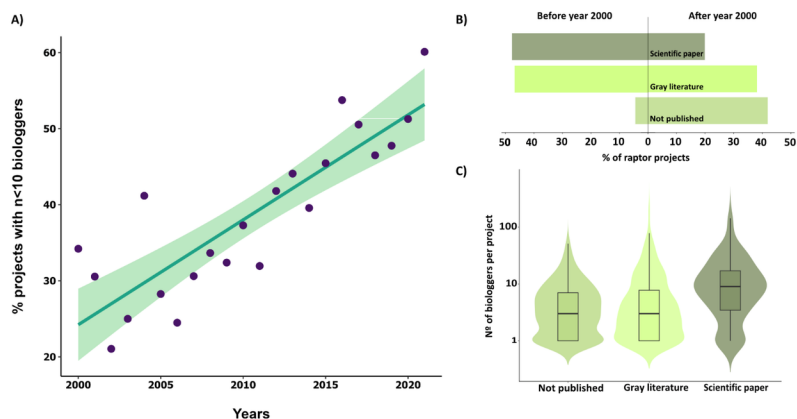 A)
% projects with n<10 biologgers
60
50
40
30
20
2000
2005
2010
2015
2020
Years
B)
Before year 2000
After year 2000
Scientific paper
Gray literature
Not published
50 40 30 20 10 0 10 20 30 40 50
% of raptor projects
C)
Nº of biologgers per project
100
10
1
Not published
Gray literature
Scientific paper